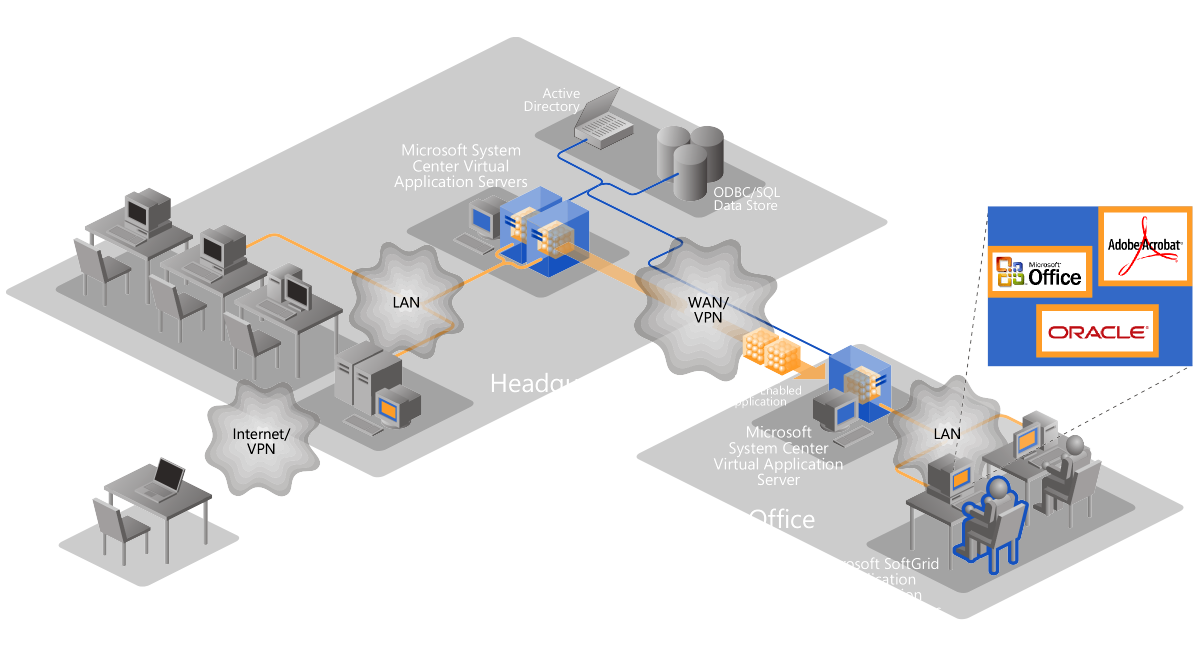 Active
Directory
Microsoft System
Center Virtual
Application Servers
ODBC/SQL
Data Store
LAN
WAN/
VPN
Adobe Acrobat®
Microsoft®
Office
ORACLE®
Internet/
VPN
Microsoft
System Center
Virtual Application
Server
LAN
Office
SoftGrid